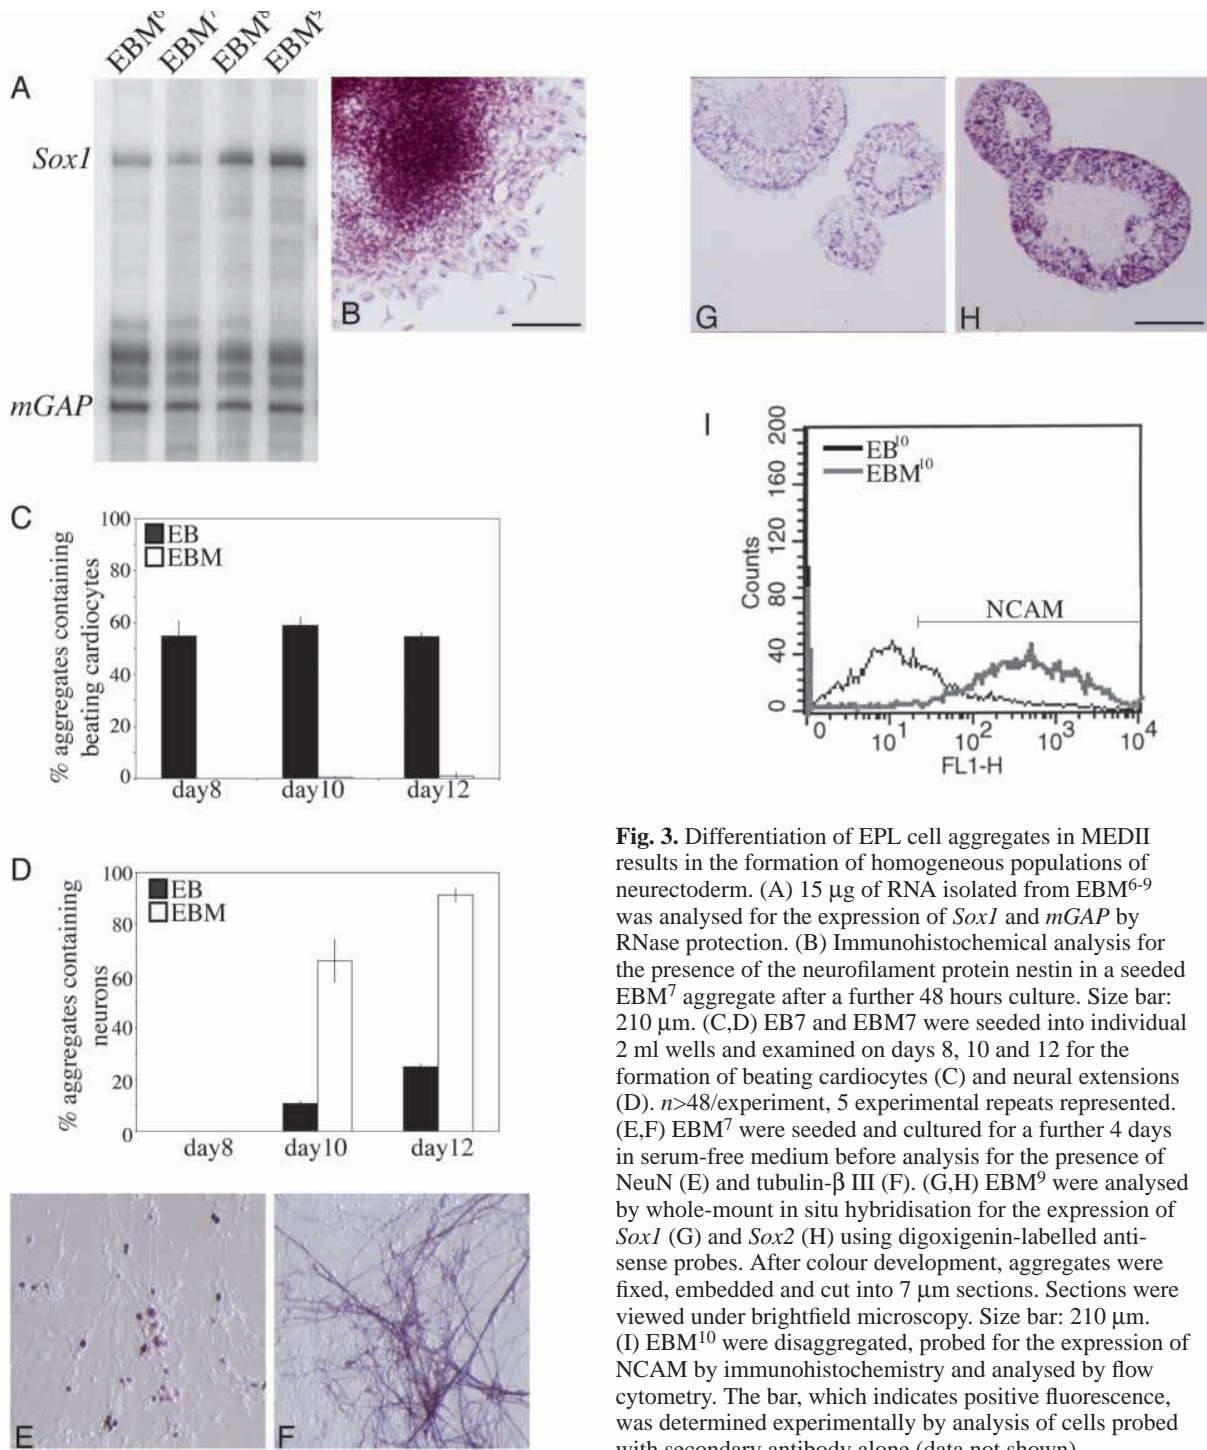 EBM6 EBM7 EBM8 EBM9
A
Sox1
mGAP
B
G
H
I
200
160
120
80
40
0
Counts
EB10
EBM10
NCAM
0 10^1 10^2 10^3 10^4
FL1-H
C
% aggregates containing
beating cardiocytes
100
80
60
40
20
0
EB
EBM
day8 day10 day12
D
% aggregates containing
neurons
100
80
60
40
20
0
EB
EBM
day8 day10 day12
E
F
Fig. 3. Differentiation of EPL cell aggregates in MEDII
results in the formation of homogeneous populations of
neurectoderm. (A) 15 μg of RNA isolated from EBM6-9
was analysed for the expression of Sox1 and mGAP by
RNase protection. (B) Immunohistochemical analysis for
the presence of the neurofilament protein nestin in a seeded
EBM7 aggregate after a further 48 hours culture. Size bar:
210 μm. (C,D) EB7 and EBM7 were seeded into individual
2 ml wells and examined on days 8, 10 and 12 for the
formation of beating cardiocytes (C) and neural extensions
(D). n>48/experiment, 5 experimental repeats represented.
(E,F) EBM7 were seeded and cultured for a further 4 days
in serum-free medium before analysis for the presence of
NeuN (E) and tubulin-β III (F). (G,H) EBM9 were analysed
by whole-mount in situ hybridisation for the expression of
Sox1 (G) and Sox2 (H) using digoxigenin-labelled anti-
sense probes. After colour development, aggregates were
fixed, embedded and cut into 7 μm sections. Sections were
viewed under brightfield microscopy. Size bar: 210 μm.
(I) EBM10 were disaggregated, probed for the expression of
NCAM by immunohistochemistry and analysed by flow
cytometry. The bar, which indicates positive fluorescence,
was determined experimentally by analysis of cells probed
with secondary antibody alone (data not shown)